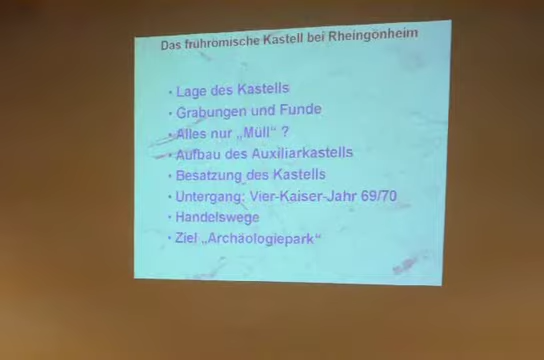 Das frührömische Kastell bei Rheingönheim
• Lage des Kastells
• Grabungen und Funde
• Alles nur „Müll" ?
• Aufbau des Auxiliarkastells
• Besatzung des Kastells
• Untergang: Vier-Kaiser-Jahr 69/70
• Handelswege
• Ziel „Archäologiepark"